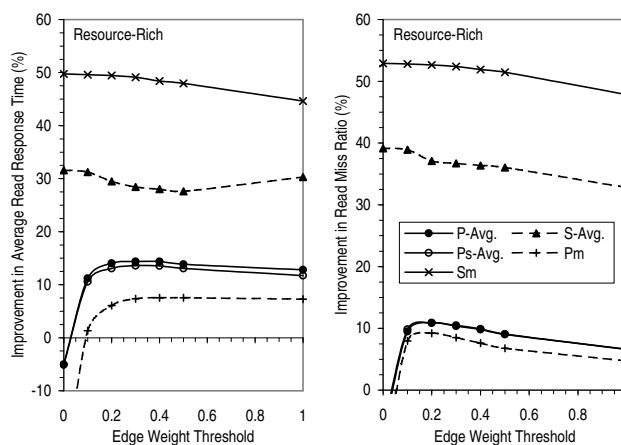 Improvement in Average Read Response Time (%)
60
50
40
30
20
10
0
-10
Resource-Rich
0
0.2
0.4
0.6
0.8
1
Edge Weight Threshold
Improvement in Read Miss Ratio (%)
60
50
40
30
20
10
0
Resource-Rich
P-Avg.
S-Avg.
Ps-Avg.
Pm
Sm
0
0.2
0.4
0.6
0.8
Edge Weight Threshold